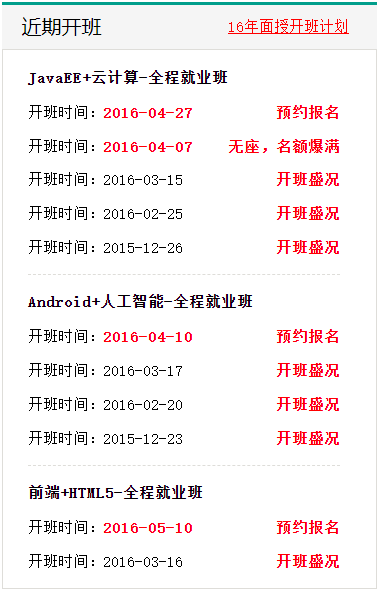 近期开班 16年面授开班计划
JavaEE+云计算-全程就业班
开班时间：2016-04-27 预约报名
开班时间：2016-04-07 无座，名额爆满
开班时间：2016-03-15 开班盛况
开班时间：2016-02-25 开班盛况
开班时间：2015-12-26 开班盛况
Android+人工智能-全程就业班
开班时间：2016-04-10 预约报名
开班时间：2016-03-17 开班盛况
开班时间：2016-02-20 开班盛况
开班时间：2015-12-23 开班盛况
前端+HTML5-全程就业班
开班时间：2016-05-10 预约报名
开班时间：2016-03-16 开班盛况